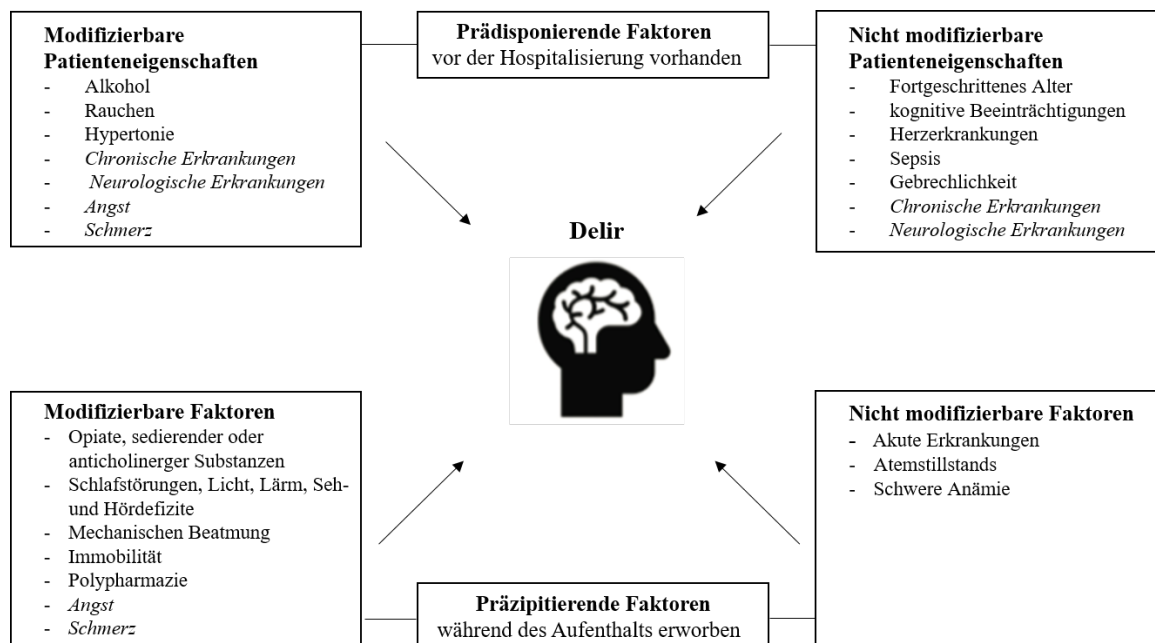 Modifizierbare
Patienteneigenschaften
- Alkohol
- Rauchen
- Hypertonie
- Chronische Erkrankungen
- Neurologische Erkrankungen
- Angst
- Schmerz
Prädisponierende Faktoren
vor der Hospitalisierung vorhanden
Nicht modifizierbare
Patienteneigenschaften
- Fortgeschrittenes Alter
- kognitive Beeinträchtigungen
- Herzerkrankungen
- Sepsis
- Gebrechlichkeit
- Chronische Erkrankungen
- Neurologische Erkrankungen
Delir
Modifizierbare Faktoren
- Opiate, sedierender oder
anticholinerger Substanzen
- Schlafstörungen, Licht, Lärm, Seh-
und Hördefizite
- Mechanischen Beatmung
- Immobilität
- Polypharmazie
- Angst
- Schmerz
Präzipitierende Faktoren
während des Aufenthalts erworben
Nicht modifizierbare Faktoren
- Akute Erkrankungen
- Atemstillstands
- Schwere Anämie